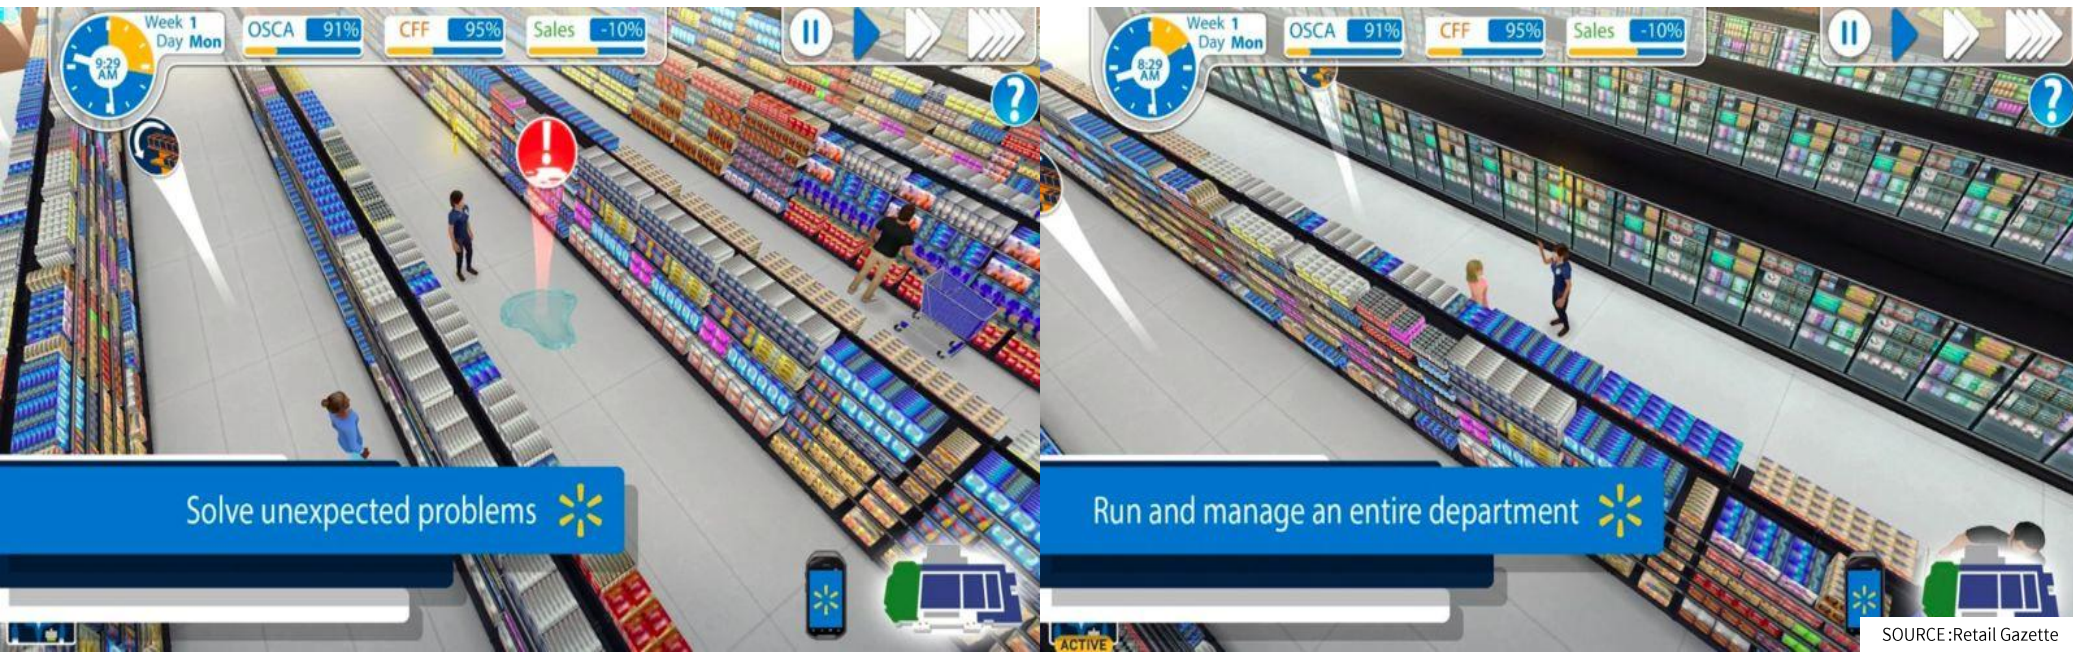 Week 1
Day Mon
9:29
AM
OSCA 91%
CFF 95%
Sales -10%
?
!
Solve unexpected problems
Week 1
Day Mon
8:29
AM
OSCA 91%
CFF 95%
Sales -10%
?
Run and manage an entire department
ACTIVE
SOURCE:Retail Gazette